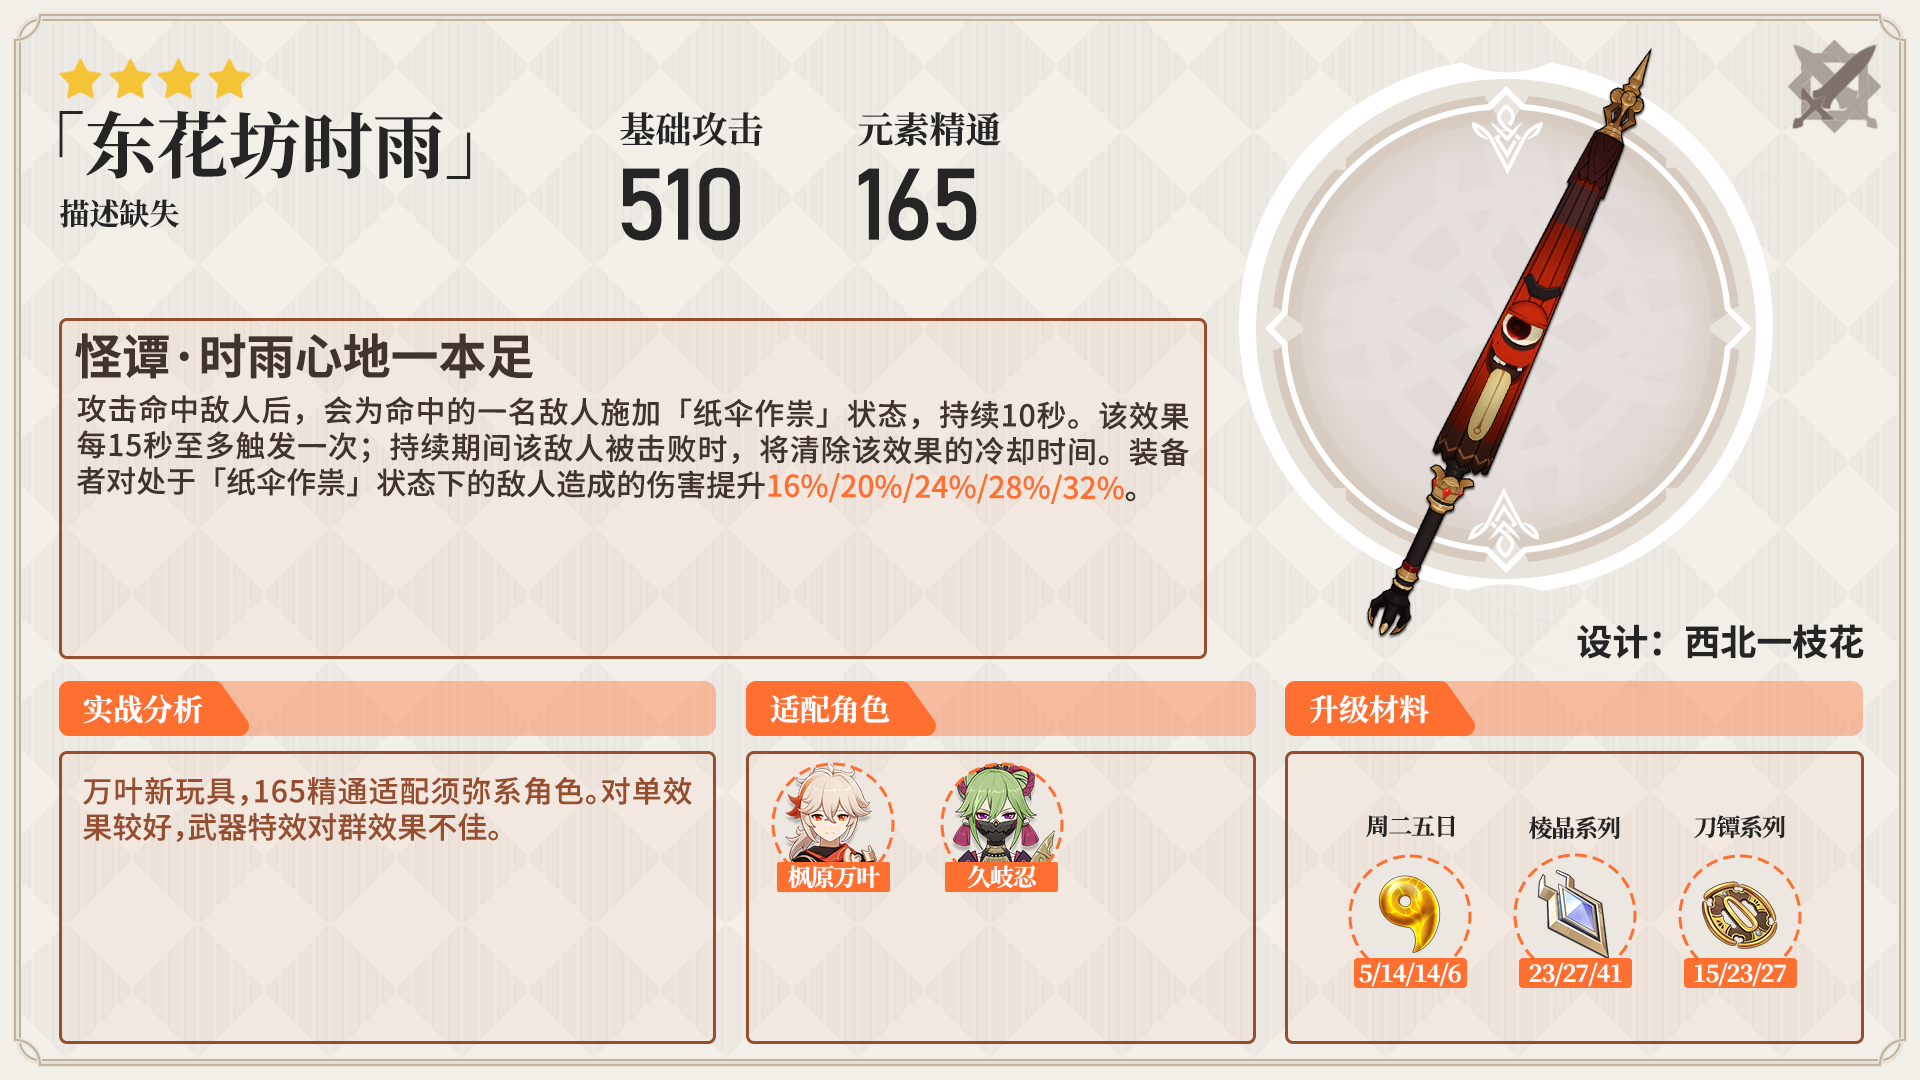 「东花坊时雨」
描述缺失
基础攻击
510
元素精通
165
怪谭·时雨心地一本足
攻击命中敌人后，会为命中的一名敌人施加「纸伞作祟」状态，持续10秒。该效果
每15秒至多触发一次；持续期间该敌人被击败时，将清除该效果的冷却时间。装备
者对处于「纸伞作祟」状态下的敌人造成的伤害提升16%/20%/24%/28%/32%。
设计：西北一枝花
实战分析
万叶新玩具，165精通适配须弥系角色。对单效
果较好，武器特效对群效果不佳。
适配角色
枫原万叶
久岐忍
升级材料
周二五日
5/14/14/6
棱晶系列
23/27/41
刀镡系列
15/23/27